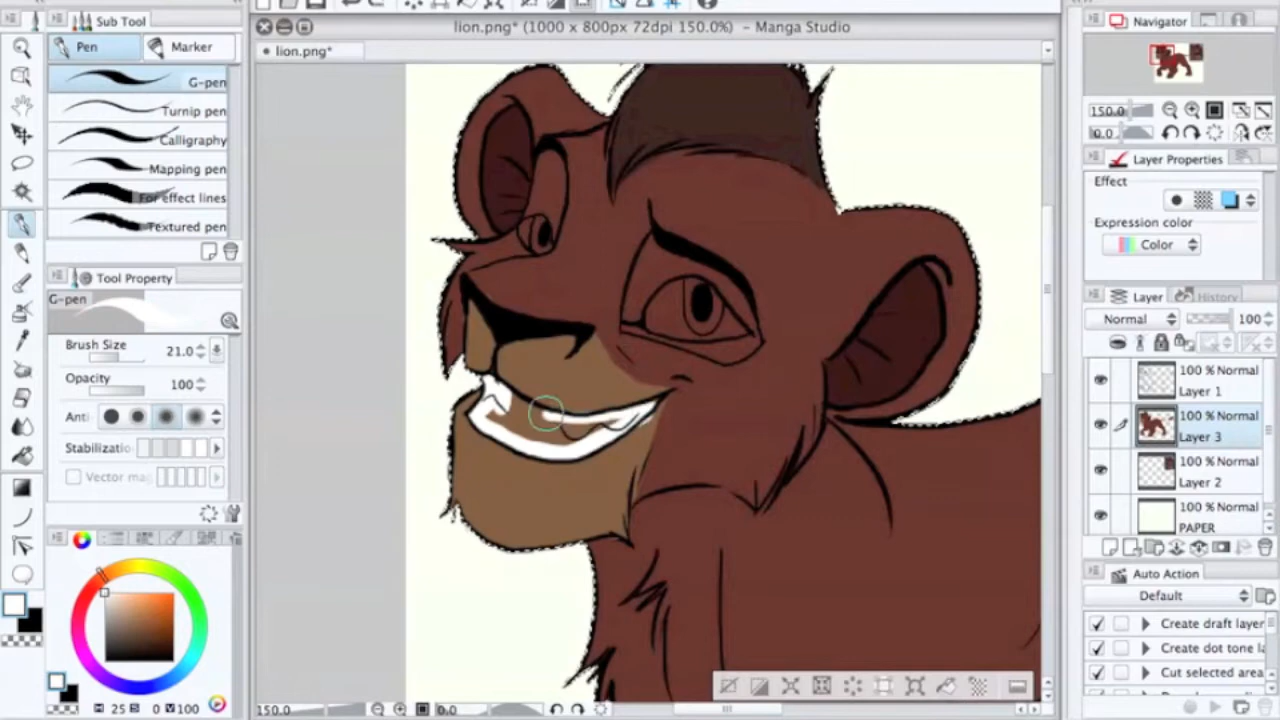 Sub Tool
Pen
Marker
G-pen
Turnip pen
Calligraphy
Mapping pen
For effect lines
Textured pen
Tool Property
G-pen
Brush Size
21.0
Opacity
100
Anti
Stabilizatio
Vector ma
H 25 S 0 V 100
lion.png* (1000 x 800px 72dpi 150.0%) - Manga Studio
lion.png*
150.0
0.0
Navigator
150.0
0.0
Layer Properties
Effect
Expression color
Color
Layer
History
Normal
100
100 % Normal
Layer 1
100 % Normal
Layer 3
100 % Normal
Layer 2
100 % Normal
PAPER
Auto Action
Default
Create draft layer
Create dot tone la
Cut selected area